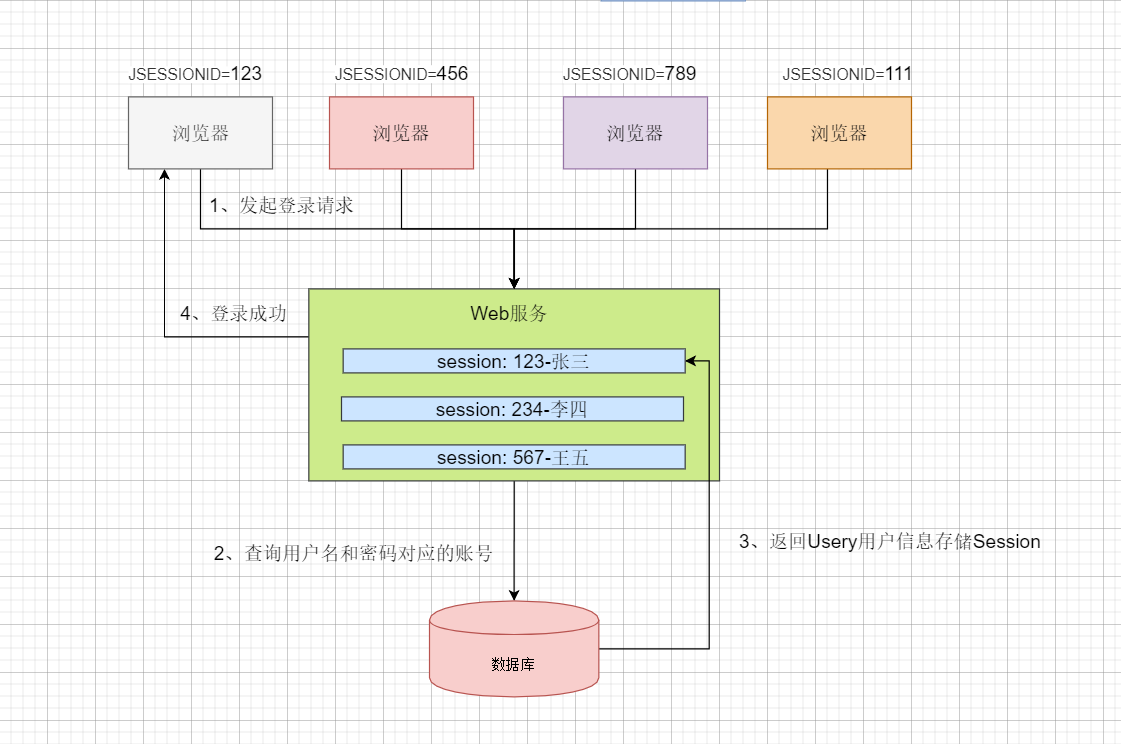 JSESSIONID=123
JSESSIONID=456
JSESSIONID=789
JSESSIONID=111
浏览器
浏览器
浏览器
浏览器
1、发起登录请求
4、登录成功
Web服务
session: 123-张三
session: 234-李四
session: 567-王五
2、查询用户名和密码对应的账号
3、返回Usery用户信息存储Session
数据库